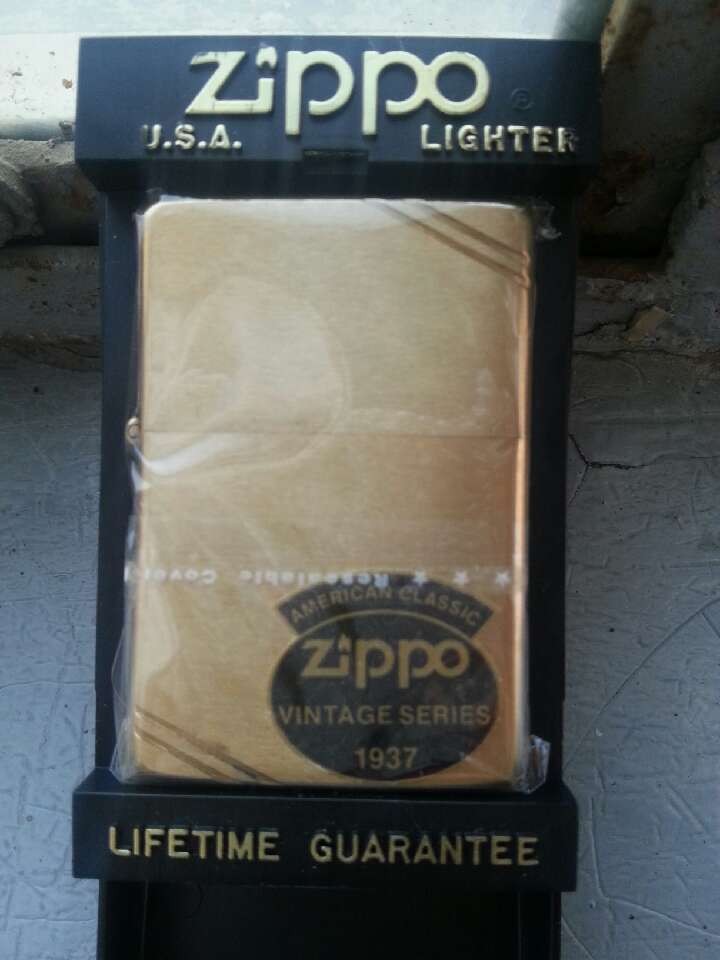 Zippo ®
U.S.A. LIGHTER
★ ★ ★ Resealable Cover
AMERICAN CLASSIC
Zippo
VINTAGE SERIES
1937
LIFETIME GUARANTEE